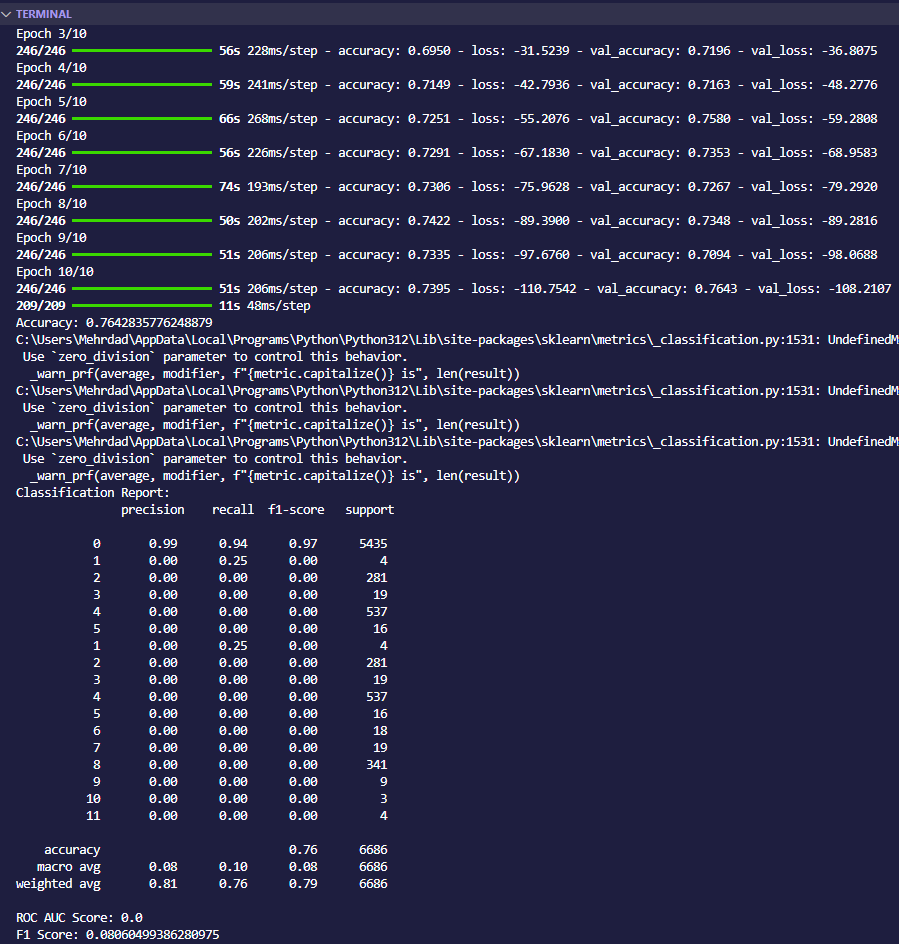 TERMINAL
Epoch 3/10
246/246 56s 228ms/step - accuracy: 0.6950 - loss: -31.5239 - val_accuracy: 0.7196 - val_loss: -36.8075
Epoch 4/10
246/246 59s 241ms/step - accuracy: 0.7149 - loss: -42.7936 - val_accuracy: 0.7163 - val_loss: -48.2776
Epoch 5/10
246/246 66s 268ms/step - accuracy: 0.7251 - loss: -55.2076 - val_accuracy: 0.7580 - val_loss: -59.2808
Epoch 6/10
246/246 56s 226ms/step - accuracy: 0.7291 - loss: -67.1830 - val_accuracy: 0.7353 - val_loss: -68.9583
Epoch 7/10
246/246 74s 193ms/step - accuracy: 0.7306 - loss: -75.9628 - val_accuracy: 0.7267 - val_loss: -79.2920
Epoch 8/10
246/246 50s 202ms/step - accuracy: 0.7422 - loss: -89.3900 - val_accuracy: 0.7348 - val_loss: -89.2816
Epoch 9/10
246/246 51s 206ms/step - accuracy: 0.7335 - loss: -97.6760 - val_accuracy: 0.7094 - val_loss: -98.0688
Epoch 10/10
246/246 51s 206ms/step - accuracy: 0.7395 - loss: -110.7542 - val_accuracy: 0.7643 - val_loss: -108.2107
209/209 11s 48ms/step
Accuracy: 0.7642835776248879
C:\Users\Mehrdad\AppData\Local\Programs\Python\Python312\Lib\site-packages\sklearn\metrics\_classification.py:1531: UndefinedM
Use `zero_division` parameter to control this behavior.
_warn_prf(average, modifier, f"{metric.capitalize()} is", len(result))
C:\Users\Mehrdad\AppData\Local\Programs\Python\Python312\Lib\site-packages\sklearn\metrics\_classification.py:1531: UndefinedM
Use `zero_division` parameter to control this behavior.
_warn_prf(average, modifier, f"{metric.capitalize()} is", len(result))
C:\Users\Mehrdad\AppData\Local\Programs\Python\Python312\Lib\site-packages\sklearn\metrics\_classification.py:1531: UndefinedM
Use `zero_division` parameter to control this behavior.
_warn_prf(average, modifier, f"{metric.capitalize()} is", len(result))
Classification Report:
precision recall f1-score support
0 0.99 0.94 0.97 5435
1 0.00 0.25 0.00 4
2 0.00 0.00 0.00 281
3 0.00 0.00 0.00 19
4 0.00 0.00 0.00 537
5 0.00 0.00 0.00 16
1 0.00 0.25 0.00 4
2 0.00 0.00 0.00 281
3 0.00 0.00 0.00 19
4 0.00 0.00 0.00 537
5 0.00 0.00 0.00 16
6 0.00 0.00 0.00 18
7 0.00 0.00 0.00 19
8 0.00 0.00 0.00 341
9 0.00 0.00 0.00 9
10 0.00 0.00 0.00 3
11 0.00 0.00 0.00 4
accuracy 0.76 6686
macro avg 0.08 0.10 0.08 6686
weighted avg 0.81 0.76 0.79 6686
ROC AUC Score: 0.0
F1 Score: 0.08060499386280975